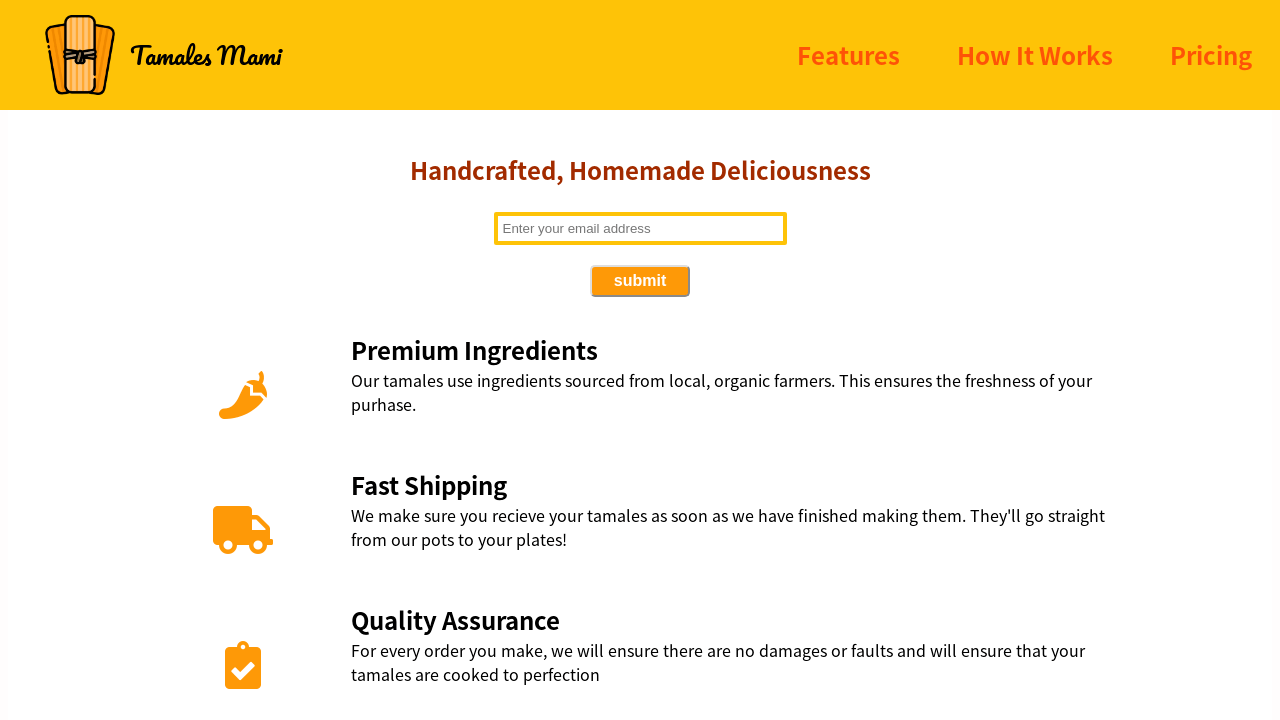 Tamales Mami
Features
How It Works
Pricing
Handcrafted, Homemade Deliciousness
Enter your email address
submit
Premium Ingredients
Our tamales use ingredients sourced from local, organic farmers. This ensures the freshness of your
purhase.
Fast Shipping
We make sure you recieve your tamales as soon as we have finished making them. They'll go straight
from our pots to your plates!
Quality Assurance
For every order you make, we will ensure there are no damages or faults and will ensure that your
tamales are cooked to perfection